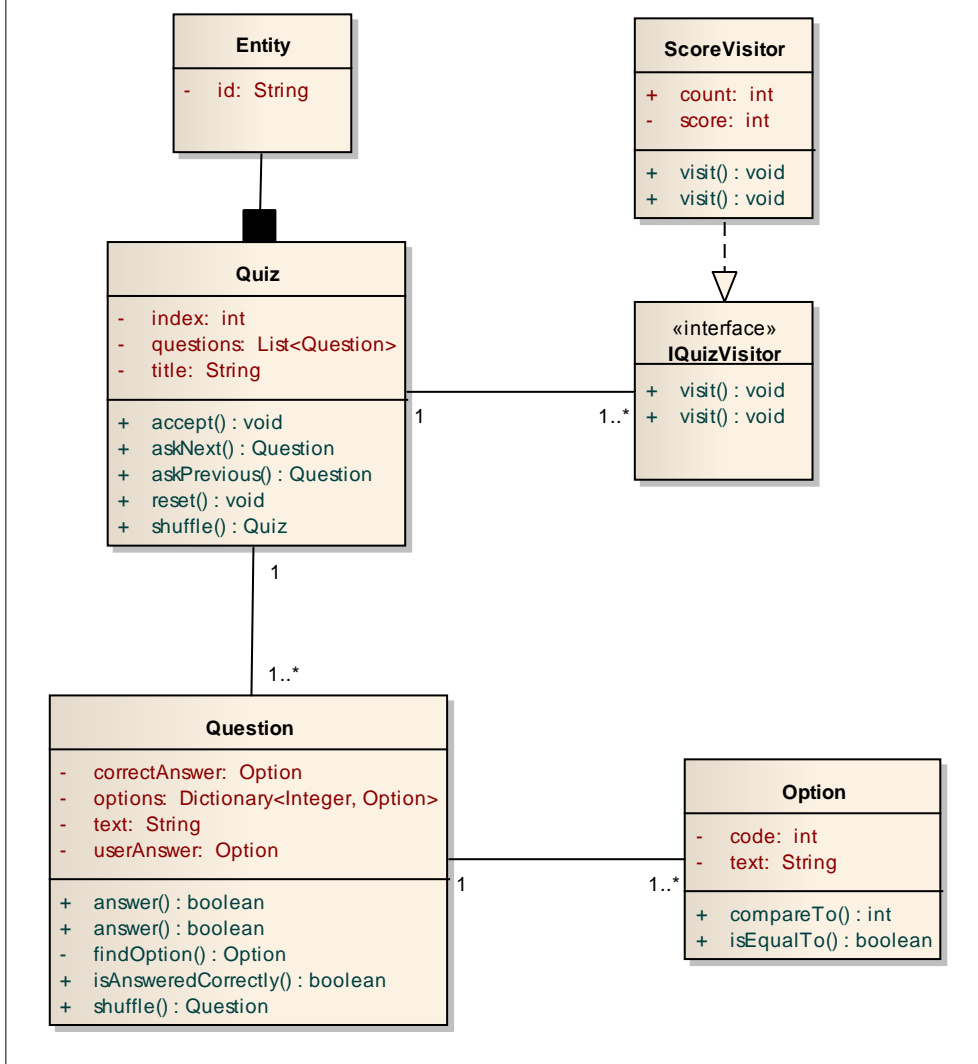 Entity
- id: String
ScoreVisitor
+ count: int
- score: int
+ visit() : void
+ visit() : void
Quiz
- index: int
- questions: List<Question>
- title: String
+ accept() : void
+ askNext() : Question
+ askPrevious() : Question
+ reset() : void
+ shuffle() : Quiz
1
1..*
«interface»
IQuizVisitor
+ visit() : void
+ visit() : void
1
1..*
Question
- correctAnswer: Option
- options: Dictionary<Integer, Option>
- text: String
- userAnswer: Option
+ answer() : boolean
+ answer() : boolean
- findOption() : Option
+ isAnsweredCorrectly() : boolean
+ shuffle() : Question
1
1..*
Option
- code: int
- text: String
+ compareTo() : int
+ isEqualTo() : boolean